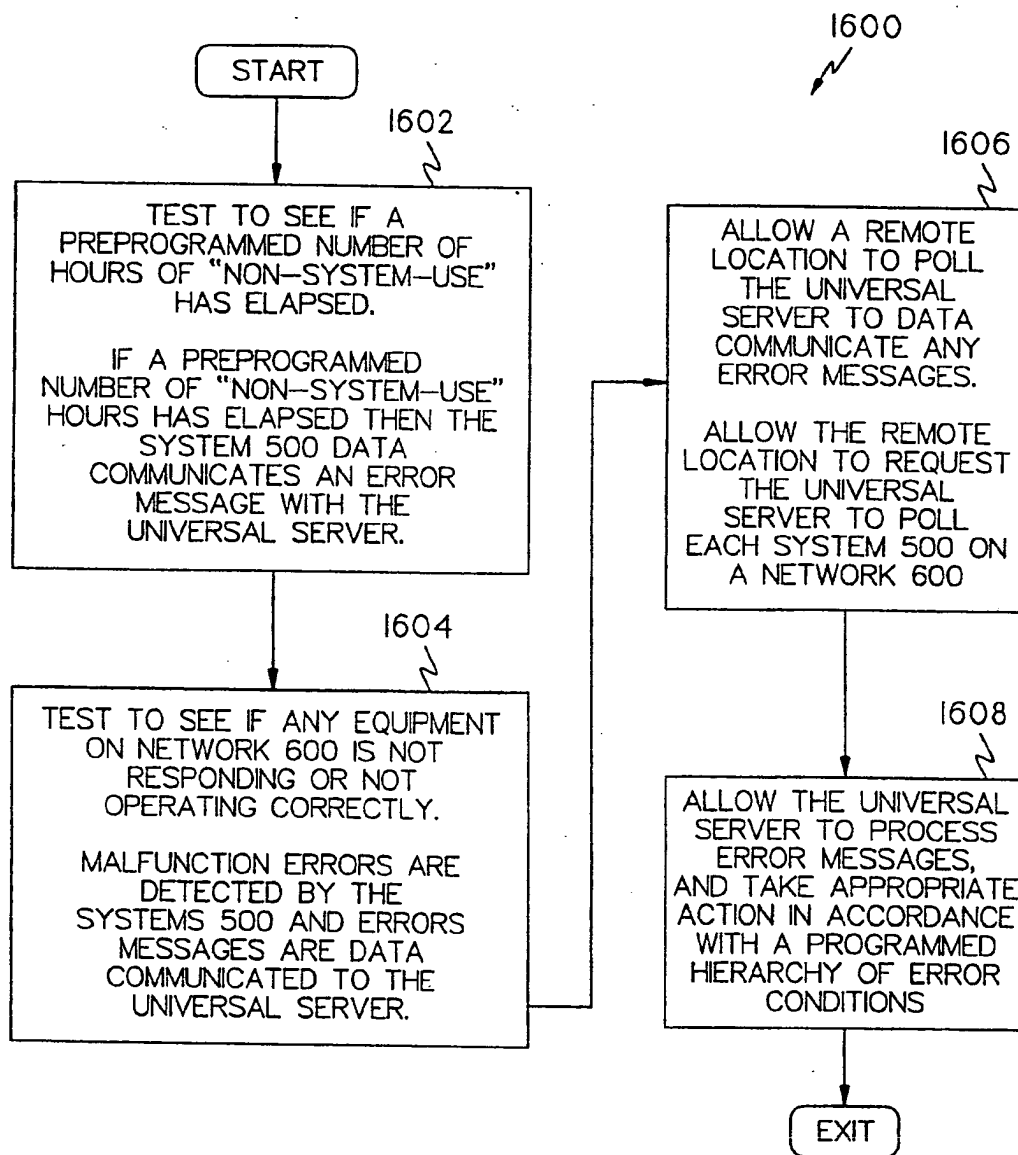 1600
START
1602
TEST TO SEE IF A
PREPROGRAMMED NUMBER OF
HOURS OF “NON–SYSTEM–USE”
HAS ELAPSED.
IF A PREPROGRAMMED
NUMBER OF “NON–SYSTEM–USE”
HOURS HAS ELAPSED THEN THE
SYSTEM 500 DATA
COMMUNICATES AN ERROR
MESSAGE WITH THE
UNIVERSAL SERVER.
1604
TEST TO SEE IF ANY EQUIPMENT
ON NETWORK 600 IS NOT
RESPONDING OR NOT
OPERATING CORRECTLY.
MALFUNCTION ERRORS ARE
DETECTED BY THE
SYSTEMS 500 AND ERRORS
MESSAGES ARE DATA
COMMUNICATED TO THE
UNIVERSAL SERVER.
1606
ALLOW A REMOTE
LOCATION TO POLL
THE UNIVERSAL
SERVER TO DATA
COMMUNICATE ANY
ERROR MESSAGES.
ALLOW THE REMOTE
LOCATION TO REQUEST
THE UNIVERSAL
SERVER TO POLL
EACH SYSTEM 500 ON
A NETWORK 600
1608
ALLOW THE UNIVERSAL
SERVER TO PROCESS
ERROR MESSAGES,
AND TAKE APPROPRIATE
ACTION IN ACCORDANCE
WITH A PROGRAMMED
HIERARCHY OF ERROR
CONDITIONS
EXIT